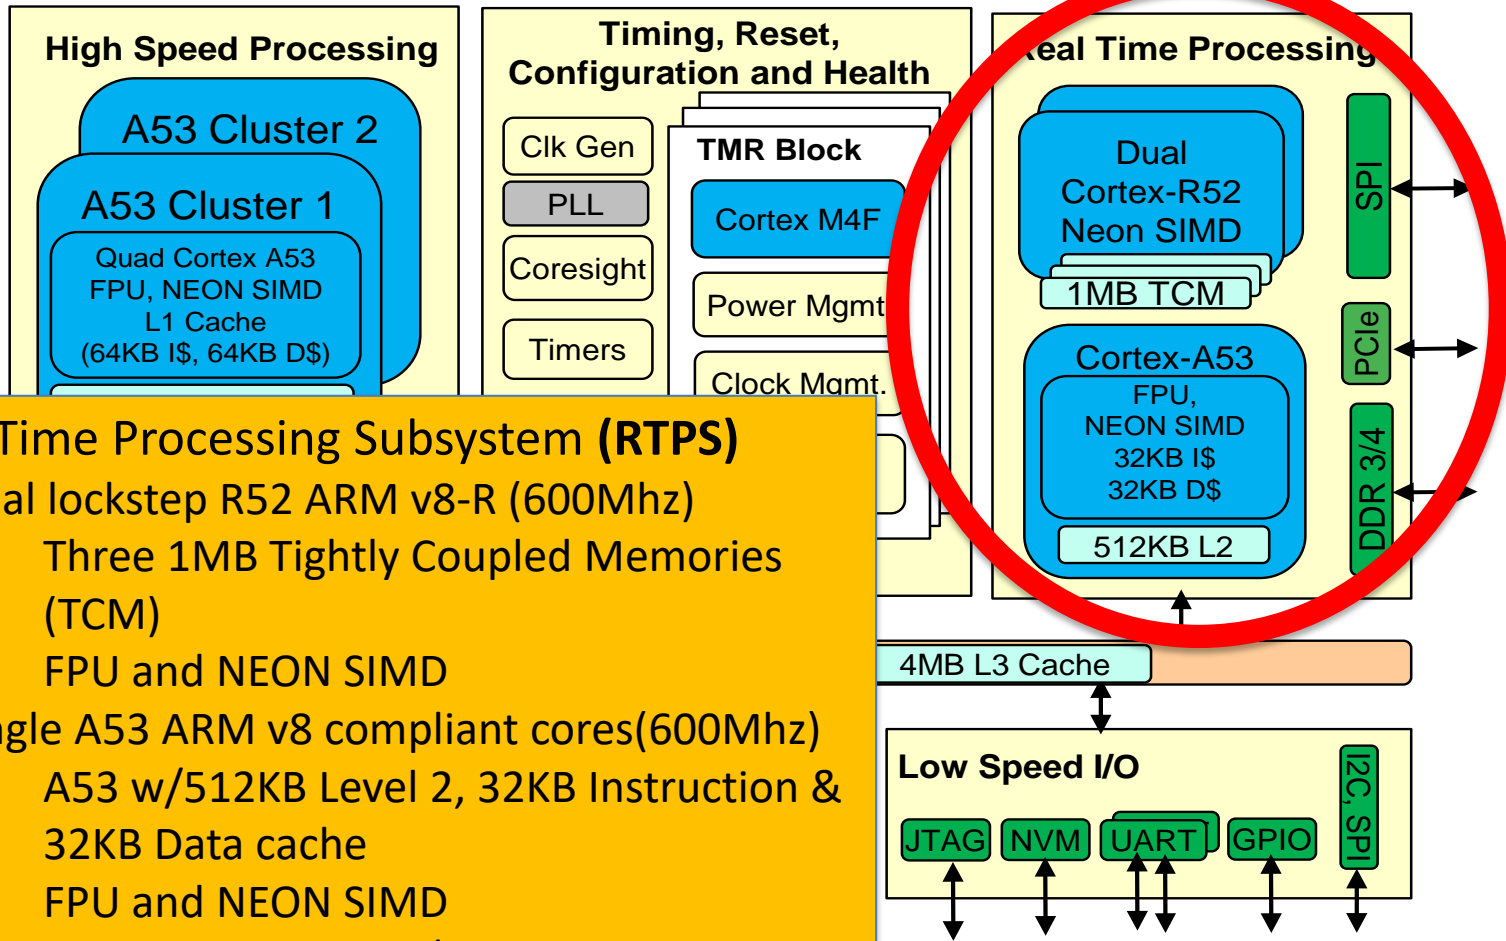 High Speed Processing
A53 Cluster 2
A53 Cluster 1
Quad Cortex A53
FPU, NEON SIMD
L1 Cache
(64KB I$, 64KB D$)
Timing, Reset,
Configuration and Health
Clk Gen
PLL
Coresight
Timers
TMR Block
Cortex M4F
Power Mgmt
Clock Mgmt.
Real Time Processing
Dual
Cortex-R52
Neon SIMD
1MB TCM
Cortex-A53
FPU,
NEON SIMD
32KB I$
32KB D$
512KB L2
SPI
PCIe
DDR 3/4
Time Processing Subsystem (RTPS)
al lockstep R52 ARM v8-R (600Mhz)
Three 1MB Tightly Coupled Memories
(TCM)
FPU and NEON SIMD
gle A53 ARM v8 compliant cores(600Mhz)
A53 w/512KB Level 2, 32KB Instruction &
32KB Data cache
FPU and NEON SIMD
4MB L3 Cache
Low Speed I/O
JTAG
NVM
UART
GPIO
I2C, SPI